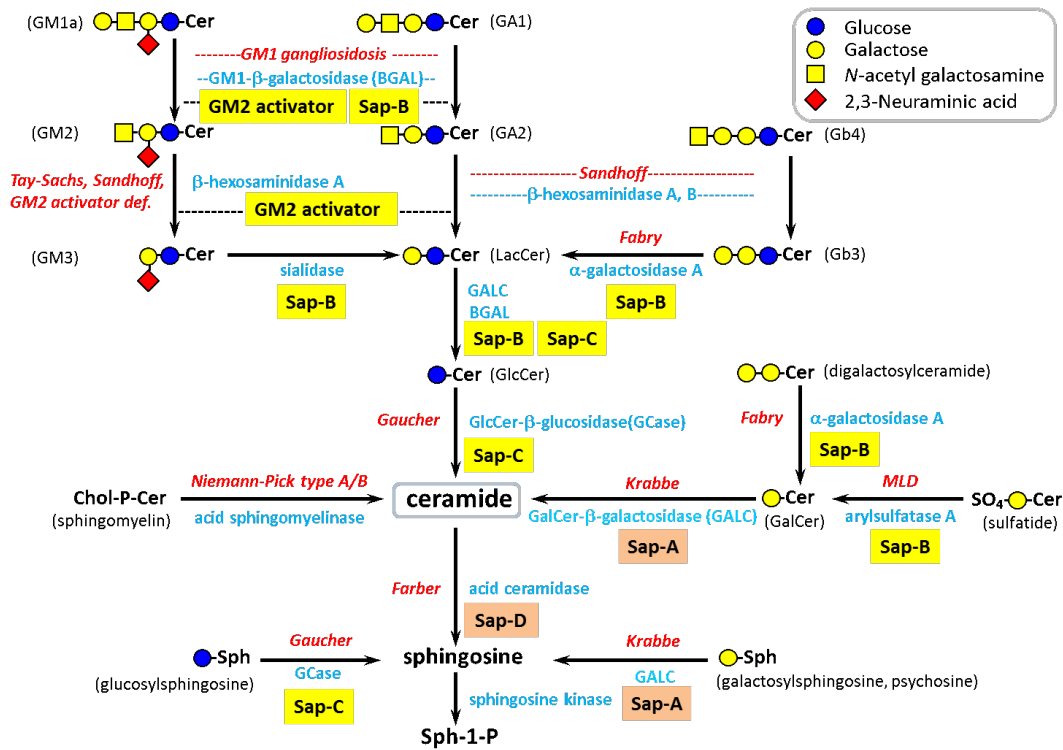 (GM1a)
-Cer
(GA1)
-Cer
Glucose
Galactose
N-acetyl galactosamine
2,3-Neuraminic acid
GM1 gangliosidosis
GM1-β-galactosidase (BGAL)
GM2 activator
Sap-B
(GM2)
Cer
(GA2)
-Cer
Cer
(Gb4)
Tay-Sachs, Sandhoff,
GM2 activator def.
β-hexosaminidase A
GM2 activator
Sandhoff
β-hexosaminidase A, B
(GM3)
Cer
-Cer
(LacCer)
Fabry
Cer
(Gb3)
sialidase
Sap-B
α-galactosidase A
Sap-B
GALC
BGAL
Sap-B
Sap-C
-Cer
(GlcCer)
-Cer
(digalactosylceramide)
Gaucher
GlcCer-β-glucosidase(GCase)
Sap-C
Fabry
α-galactosidase A
Sap-B
Chol-P-Cer
(sphingomyelin)
Niemann-Pick type A/B
acid sphingomyelinase
ceramide
Krabbe
GalCer-β-galactosidase (GALC)
Sap-A
-Cer
(GalCer)
MLD
arylsulfatase A
Sap-B
SO4-
-Cer
(sulfatide)
Farber
acid ceramidase
Sap-D
-Sph
(glucosylsphingosine)
Gaucher
GCase
Sap-C
sphingosine
Krabbe
GALC
Sap-A
-Sph
(galactosylsphingosine, psychosine)
sphingosine kinase
Sph-1-P